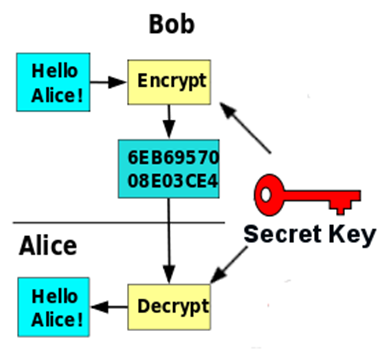 Bob
Hello
Alice!
Encrypt
6EB69570
08E03CE4
Secret Key
Alice
Hello
Alice!
Decrypt